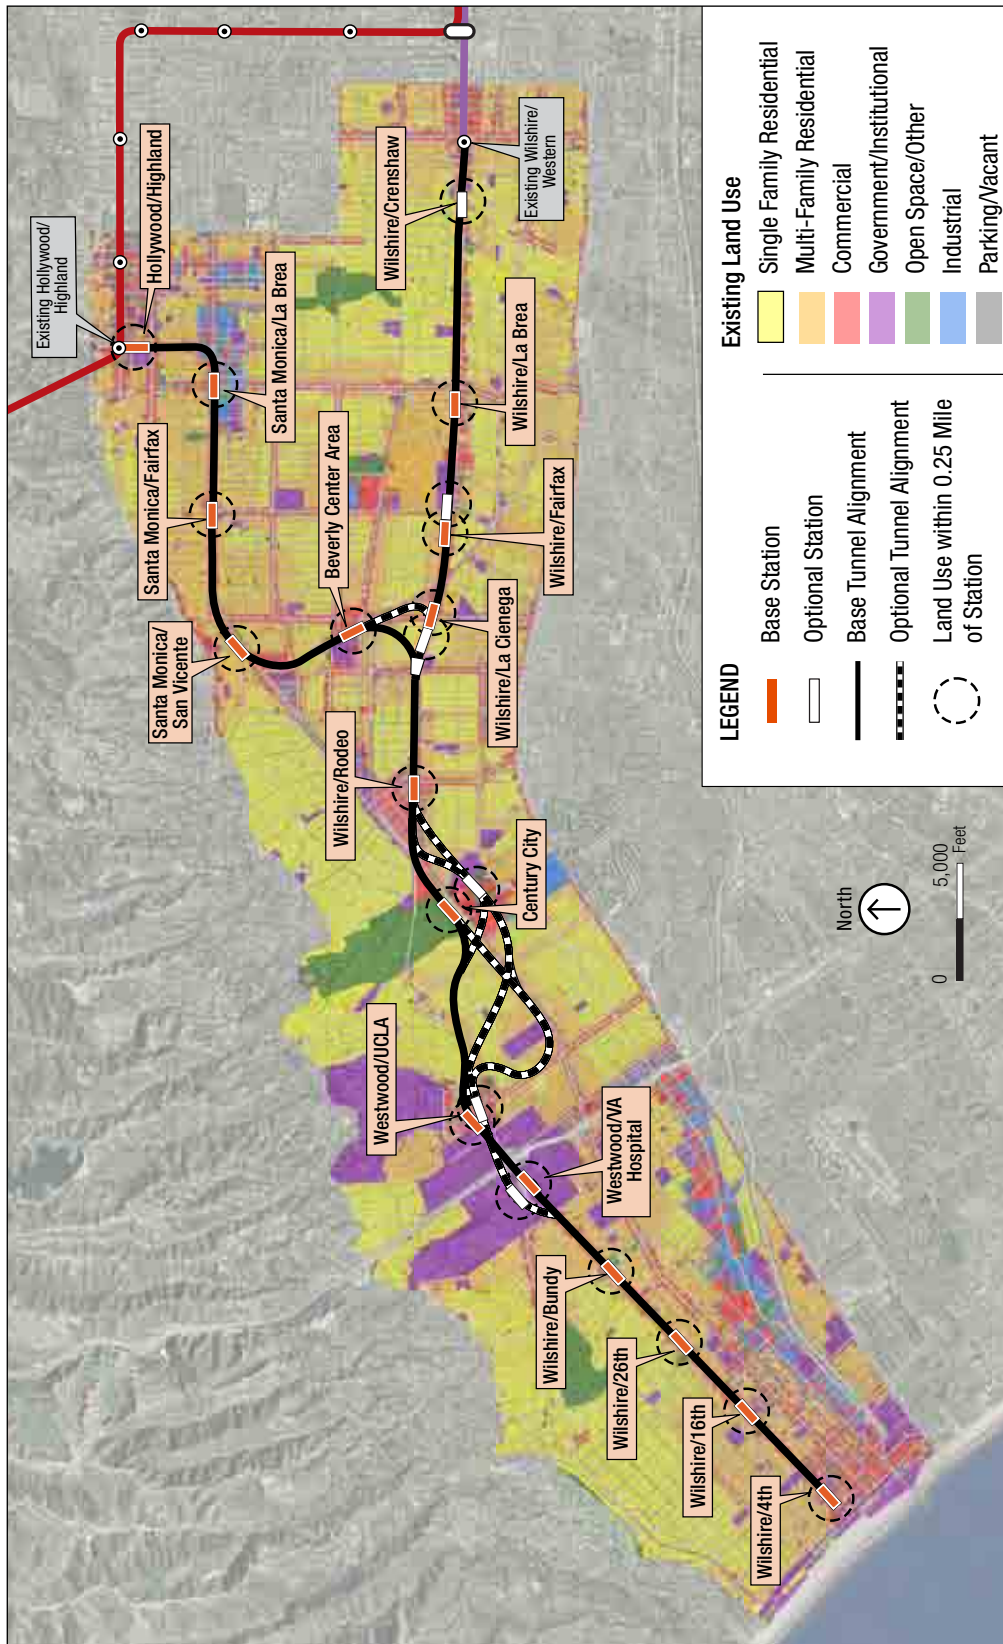 Existing Hollywood/
Highland
Hollywood/Highland
Santa Monica/La Brea
Santa Monica/Fairfax
Santa Monica/
San Vicente
Beverly Center Area
Wilshire/Crenshaw
Existing Wilshire/
Western
Wilshire/La Brea
Wilshire/Fairfax
Wilshire/La Cienega
Wilshire/Rodeo
Century City
Westwood/UCLA
Westwood/VA
Hospital
Wilshire/Bundy
Wilshire/26th
Wilshire/16th
Wilshire/4th
North
0
5,000
Feet
LEGEND
Base Station
Optional Station
Base Tunnel Alignment
Optional Tunnel Alignment
Land Use within 0.25 Mile
of Station
Existing Land Use
Single Family Residential
Multi-Family Residential
Commercial
Government/Institutional
Open Space/Other
Industrial
Parking/Vacant